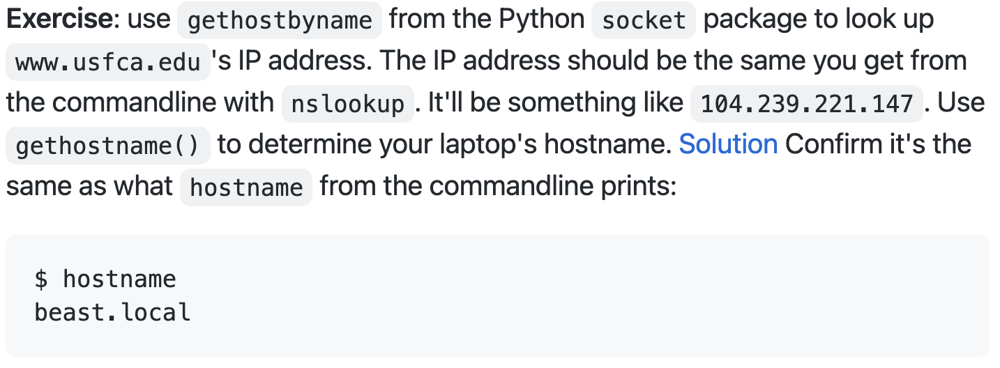 Exercise: use gethostbyname from the Python socket package to look up
www.usfca.edu's IP address. The IP address should be the same you get from
the commandline with nslookup. It'll be something like 104.239.221.147. Use
gethostname() to determine your laptop's hostname. Solution Confirm it's the
same as what hostname from the commandline prints:
$ hostname
beast.local